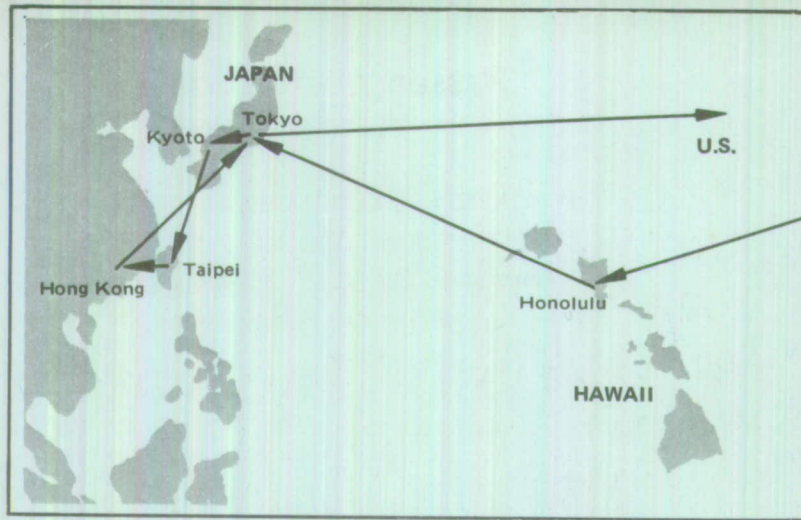 JAPAN
Tokyo
Kyoto
U.S.
Taipei
Hong Kong
Honolulu
HAWAII